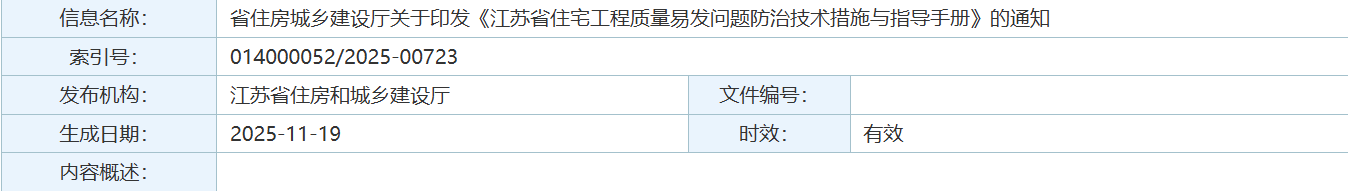 信息名称： 省住房城乡建设厅关于印发《江苏省住宅工程质量易发问题防治技术措施与指导手册》的通知
索引号： 014000052/2025-00723
发布机构： 江苏省住房和城乡建设厅 文件编号：
生成日期： 2025-11-19 时效： 有效
内容概述：